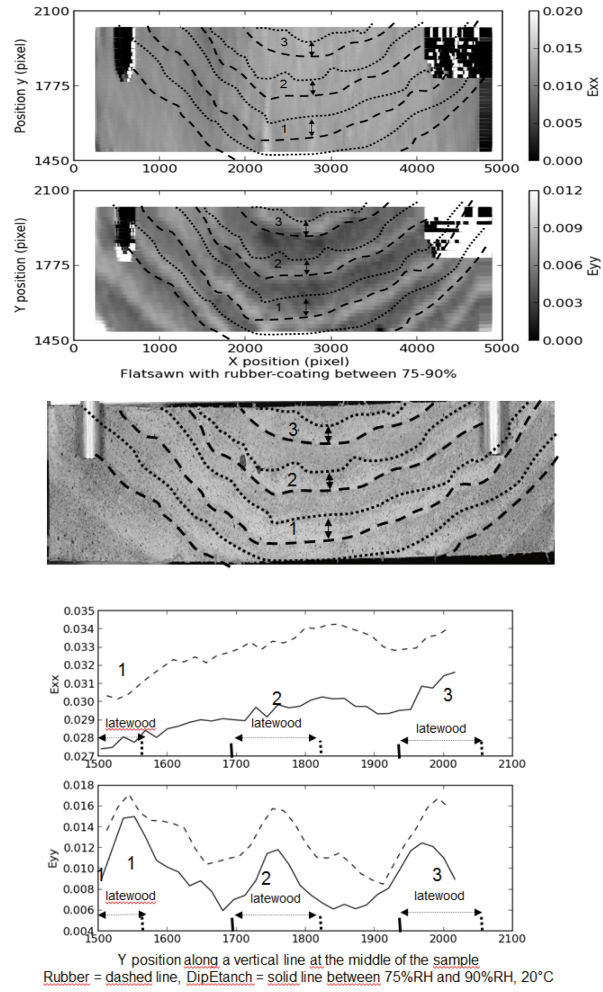 2100
1775
1450
Position y (pixel)
3
2
1
0 1000 2000 3000 4000 5000
0.020
0.015
0.010
0.005
0.000
Exx
2100
1775
1450
Y position (pixel)
3
2
1
0 1000 2000 3000 4000 5000
X position (pixel)
0.012
0.009
0.006
0.003
0.000
Eyy
Flatsawn with rubber-coating between 75-90%
3
2
1
0.035
0.034
0.033
0.032
0.031
0.030
0.029
0.028
0.027
Exx
1
2
3
latewood
latewood
latewood
1500 1600 1700 1800 1900 2000 2100
0.018
0.016
0.014
0.012
0.010
0.008
0.006
0.004
Eyy
1
1
2
3
latewood
latewood
latewood
1500 1600 1700 1800 1900 2000 2100
Y position along a vertical line at the middle of the sample
Rubber = dashed line, DipEtanch = solid line between 75%RH and 90%RH, 20°C